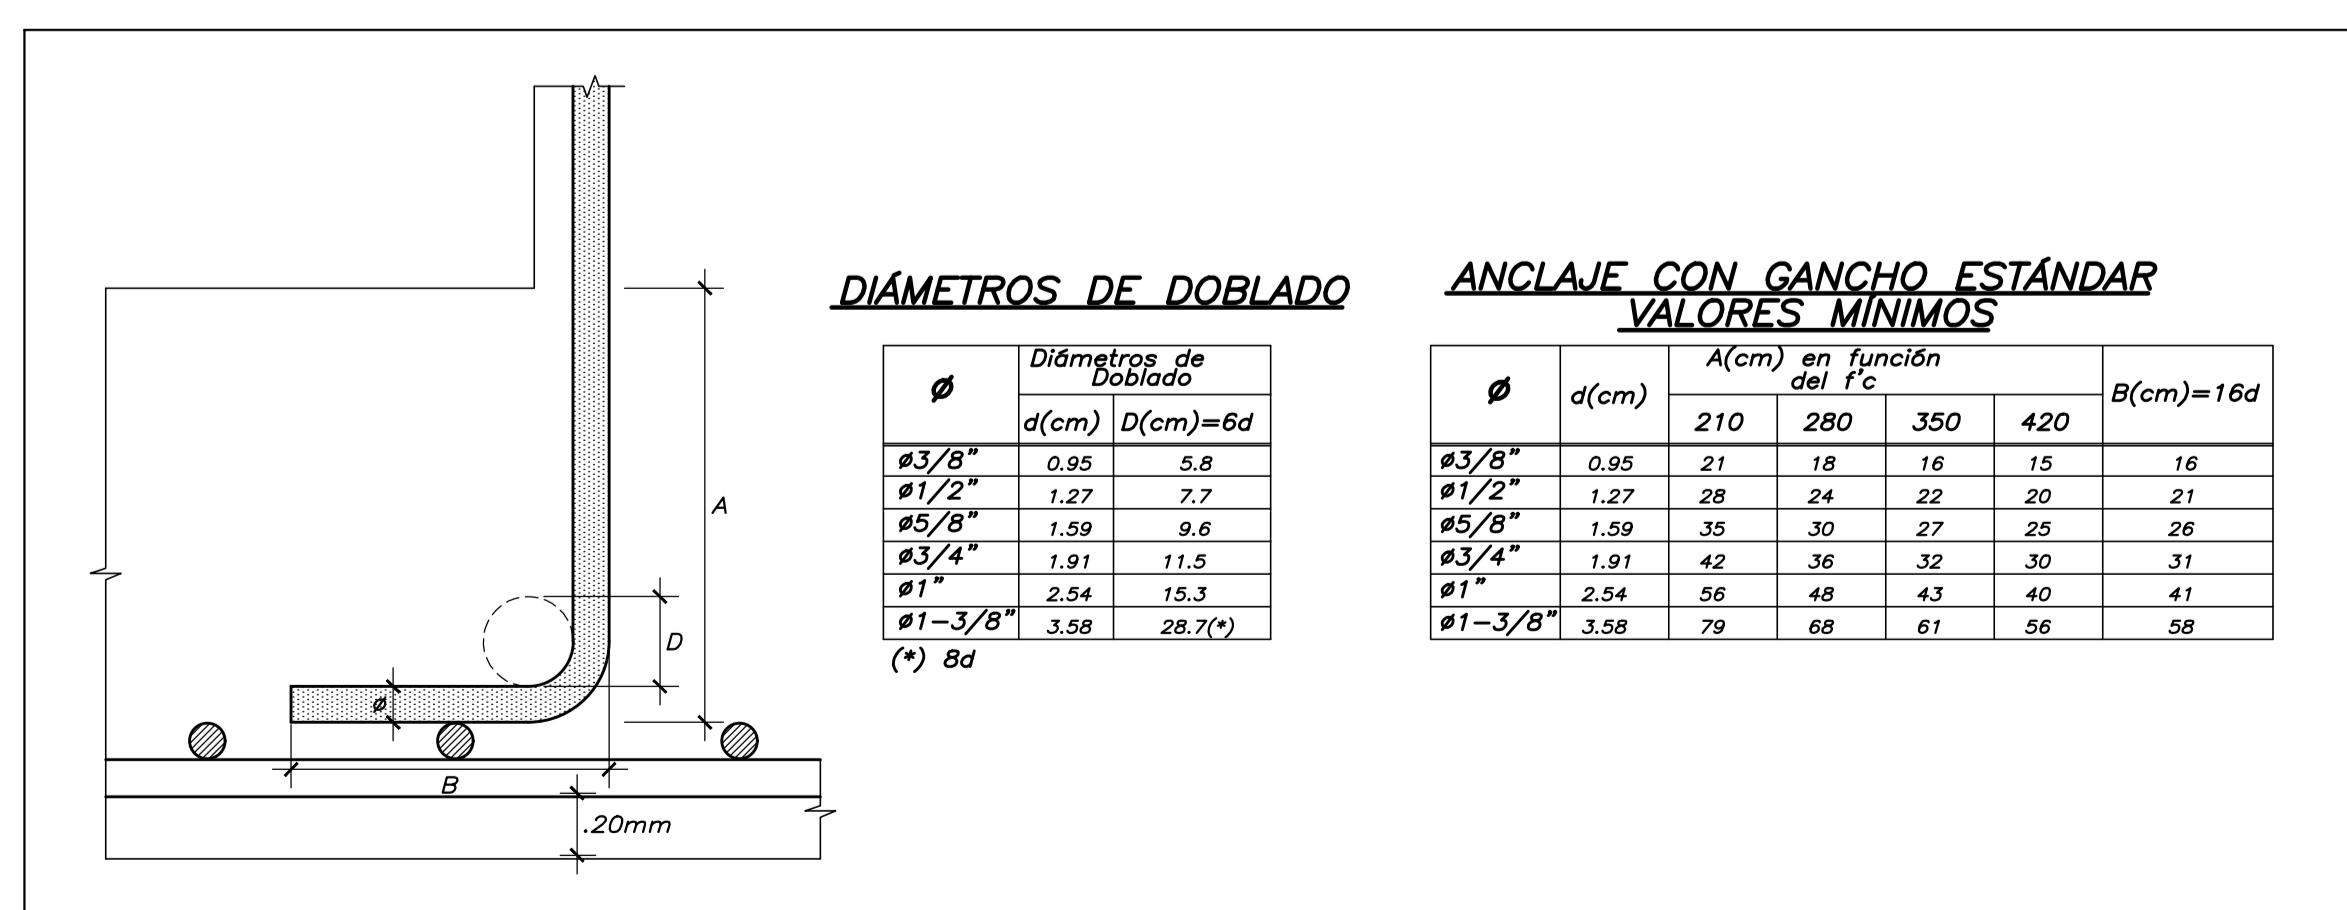 A
D
ø
B
.20mm
DIÁMETROS DE DOBLADO
ø
Diámetros de
Doblado
d(cm) D(cm)=6d
ø3/8" 0.95 5.8
ø1/2" 1.27 7.7
ø5/8" 1.59 9.6
ø3/4" 1.91 11.5
ø1" 2.54 15.3
ø1-3/8" 3.58 28.7(*)
(*) 8d
ANCLAJE CON GANCHO ESTÁNDAR
VALORES MÍNIMOS
ø d(cm) A(cm) en función
del f'c
B(cm)=16d
210 280 350 420
ø3/8" 0.95 21 18 16 15 16
ø1/2" 1.27 28 24 22 20 21
ø5/8" 1.59 35 30 27 25 26
ø3/4" 1.91 42 36 32 30 31
ø1" 2.54 56 48 43 40 41
ø1-3/8" 3.58 79 68 61 56 58